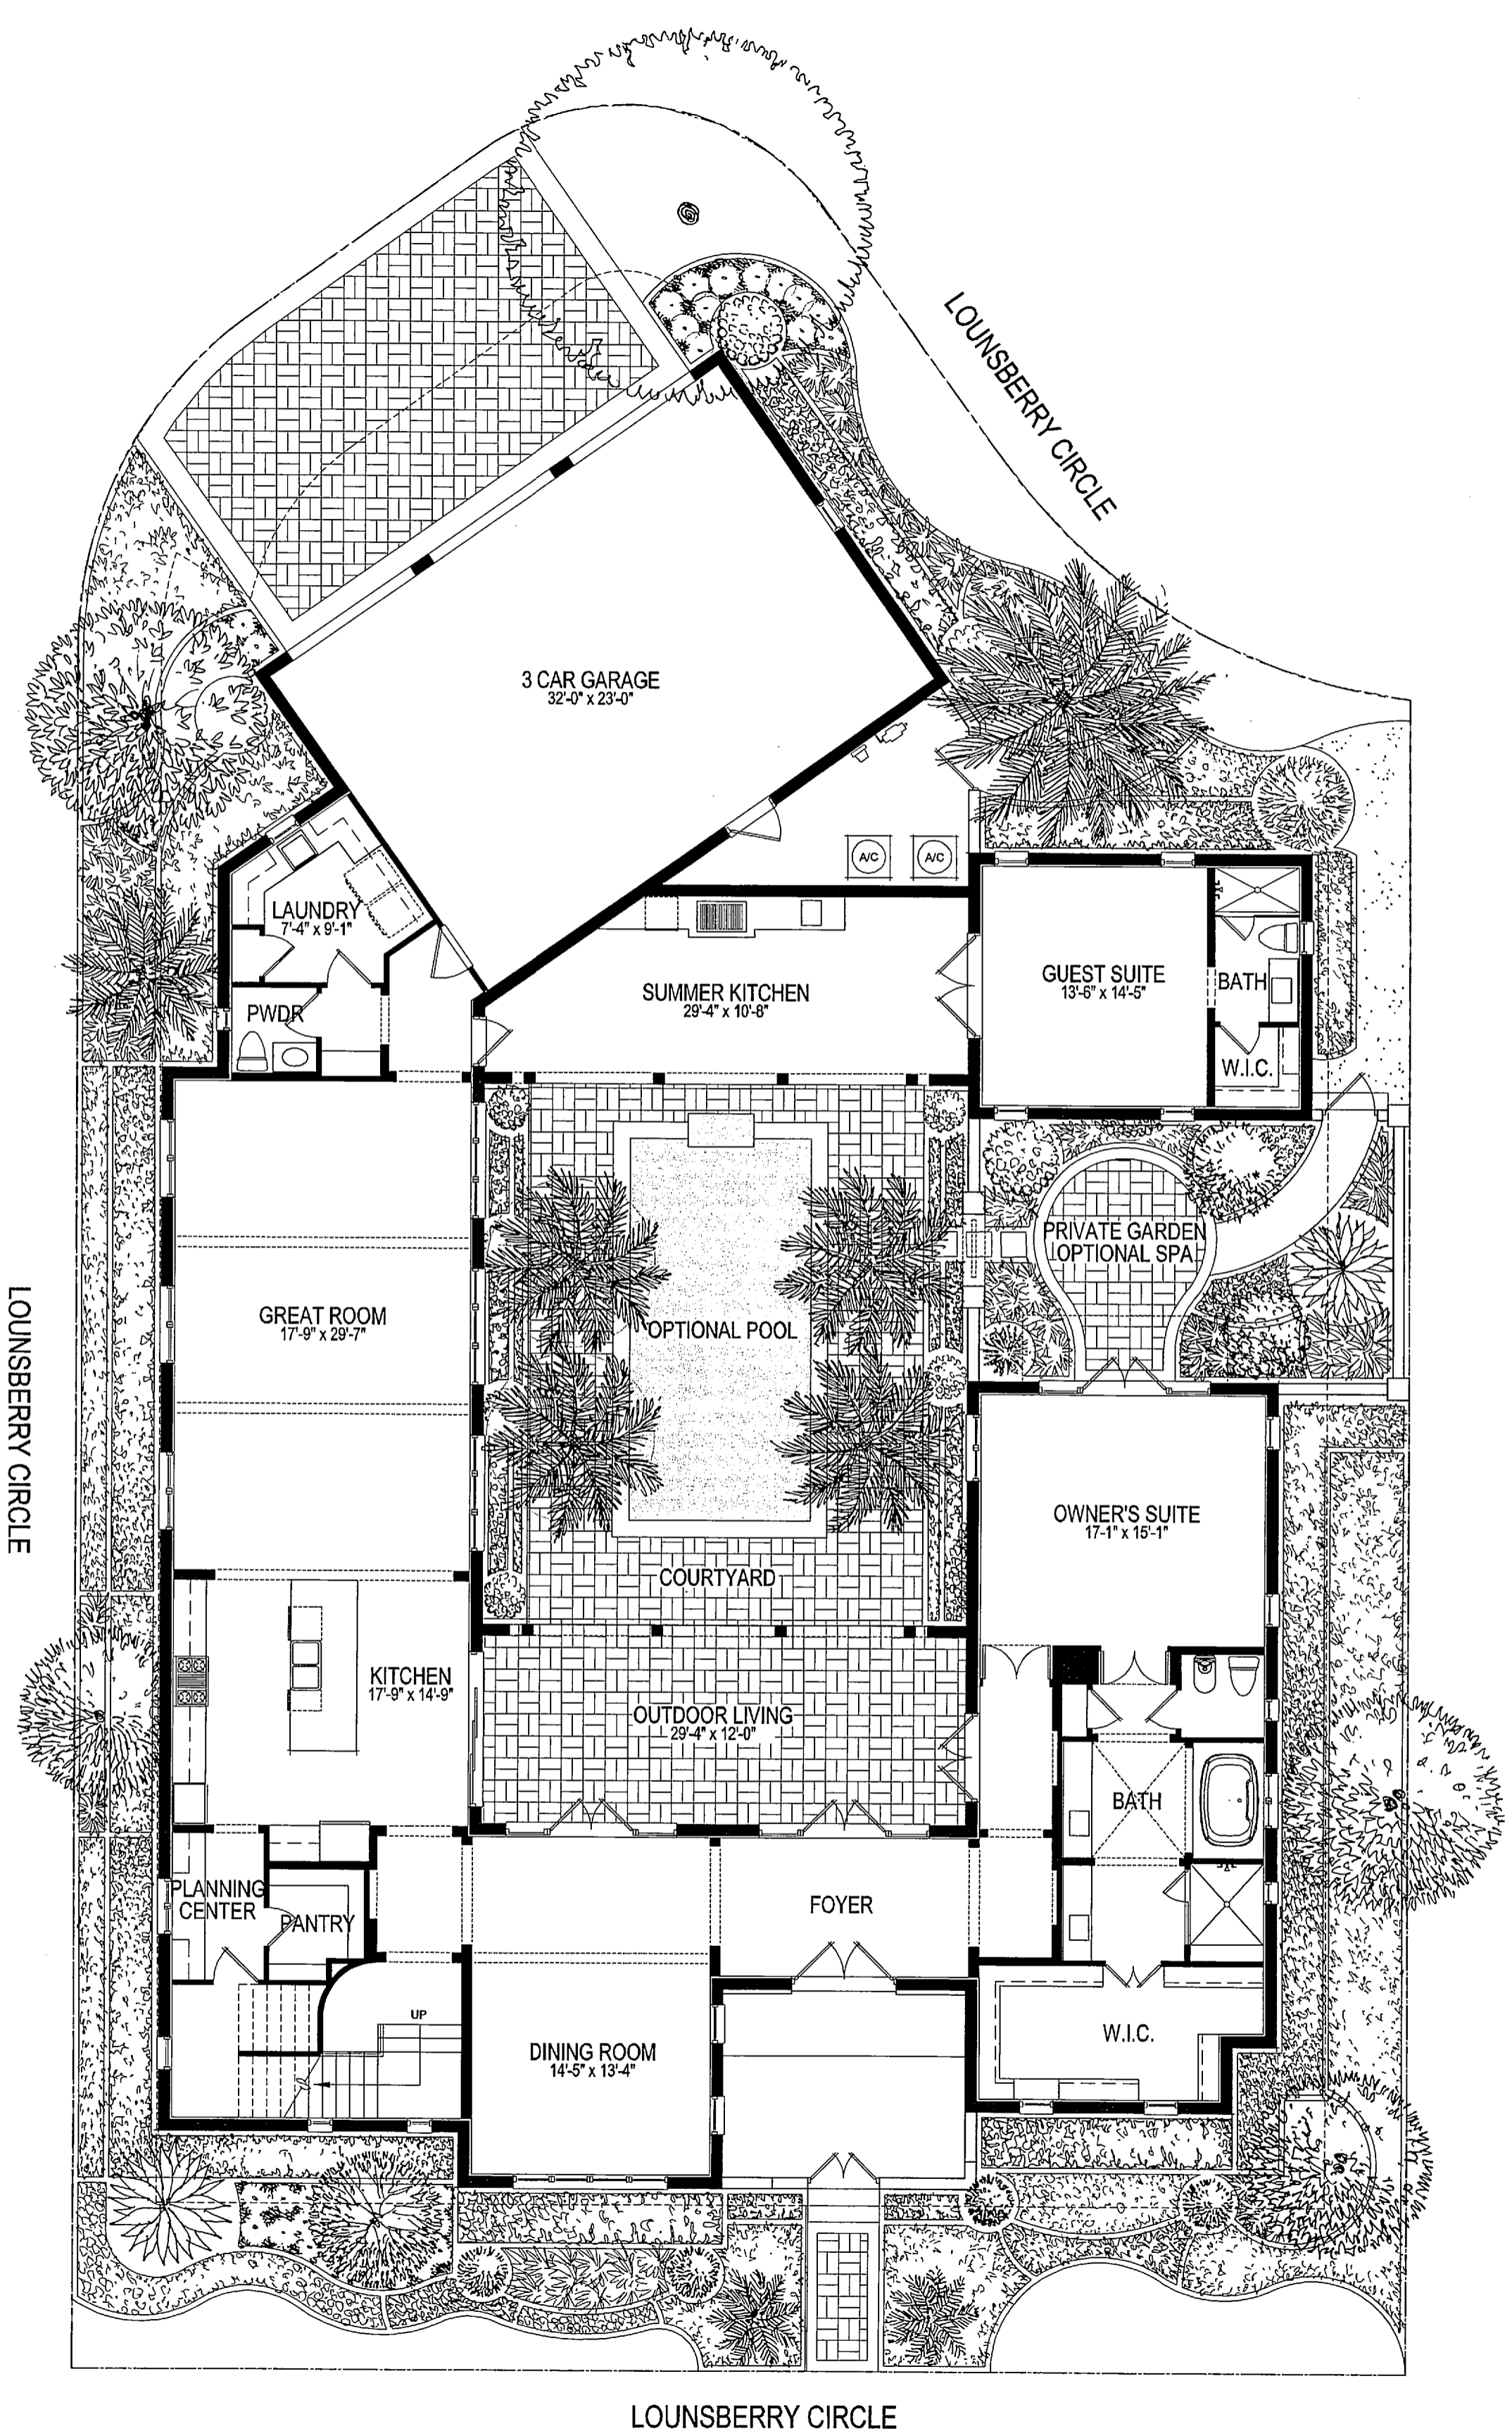 LOUNSBERRY CIRCLE
3 CAR GARAGE
32'-0" x 23'-0"
A/C
A/C
LAUNDRY
7'-4" x 9'-1"
GUEST SUITE
13'-6" x 14'-5"
BATH
SUMMER KITCHEN
29'-4" x 10'-8"
PWDR
W.I.C.
PRIVATE GARDEN
OPTIONAL SPA
GREAT ROOM
17'-9" x 29'-7"
OPTIONAL POOL
LOUNSBERRY CIRCLE
OWNER'S SUITE
17'-1" x 15'-1"
COURTYARD
KITCHEN
17'-9" x 14'-9"
OUTDOOR LIVING
29'-4" x 12'-0"
BATH
PLANNING
CENTER
PANTRY
FOYER
UP
W.I.C.
DINING ROOM
14'-5" x 13'-4"
LOUNSBERRY CIRCLE